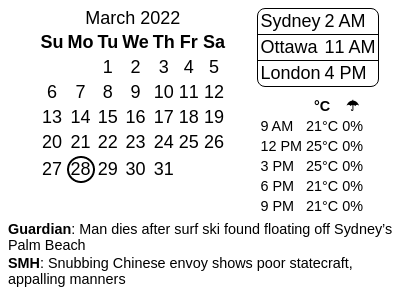 March 2022
Su Mo Tu We Th Fr Sa
1 2 3 4 5
6 7 8 9 10 11 12
13 14 15 16 17 18 19
20 21 22 23 24 25 26
27 28 29 30 31
Sydney 2 AM
Ottawa 11 AM
London 4 PM
°C ☂
9 AM 21°C 0%
12 PM 25°C 0%
3 PM 25°C 0%
6 PM 21°C 0%
9 PM 21°C 0%
Guardian: Man dies after surf ski found floating off Sydney's
Palm Beach
SMH: Snubbing Chinese envoy shows poor statecraft,
appalling manners